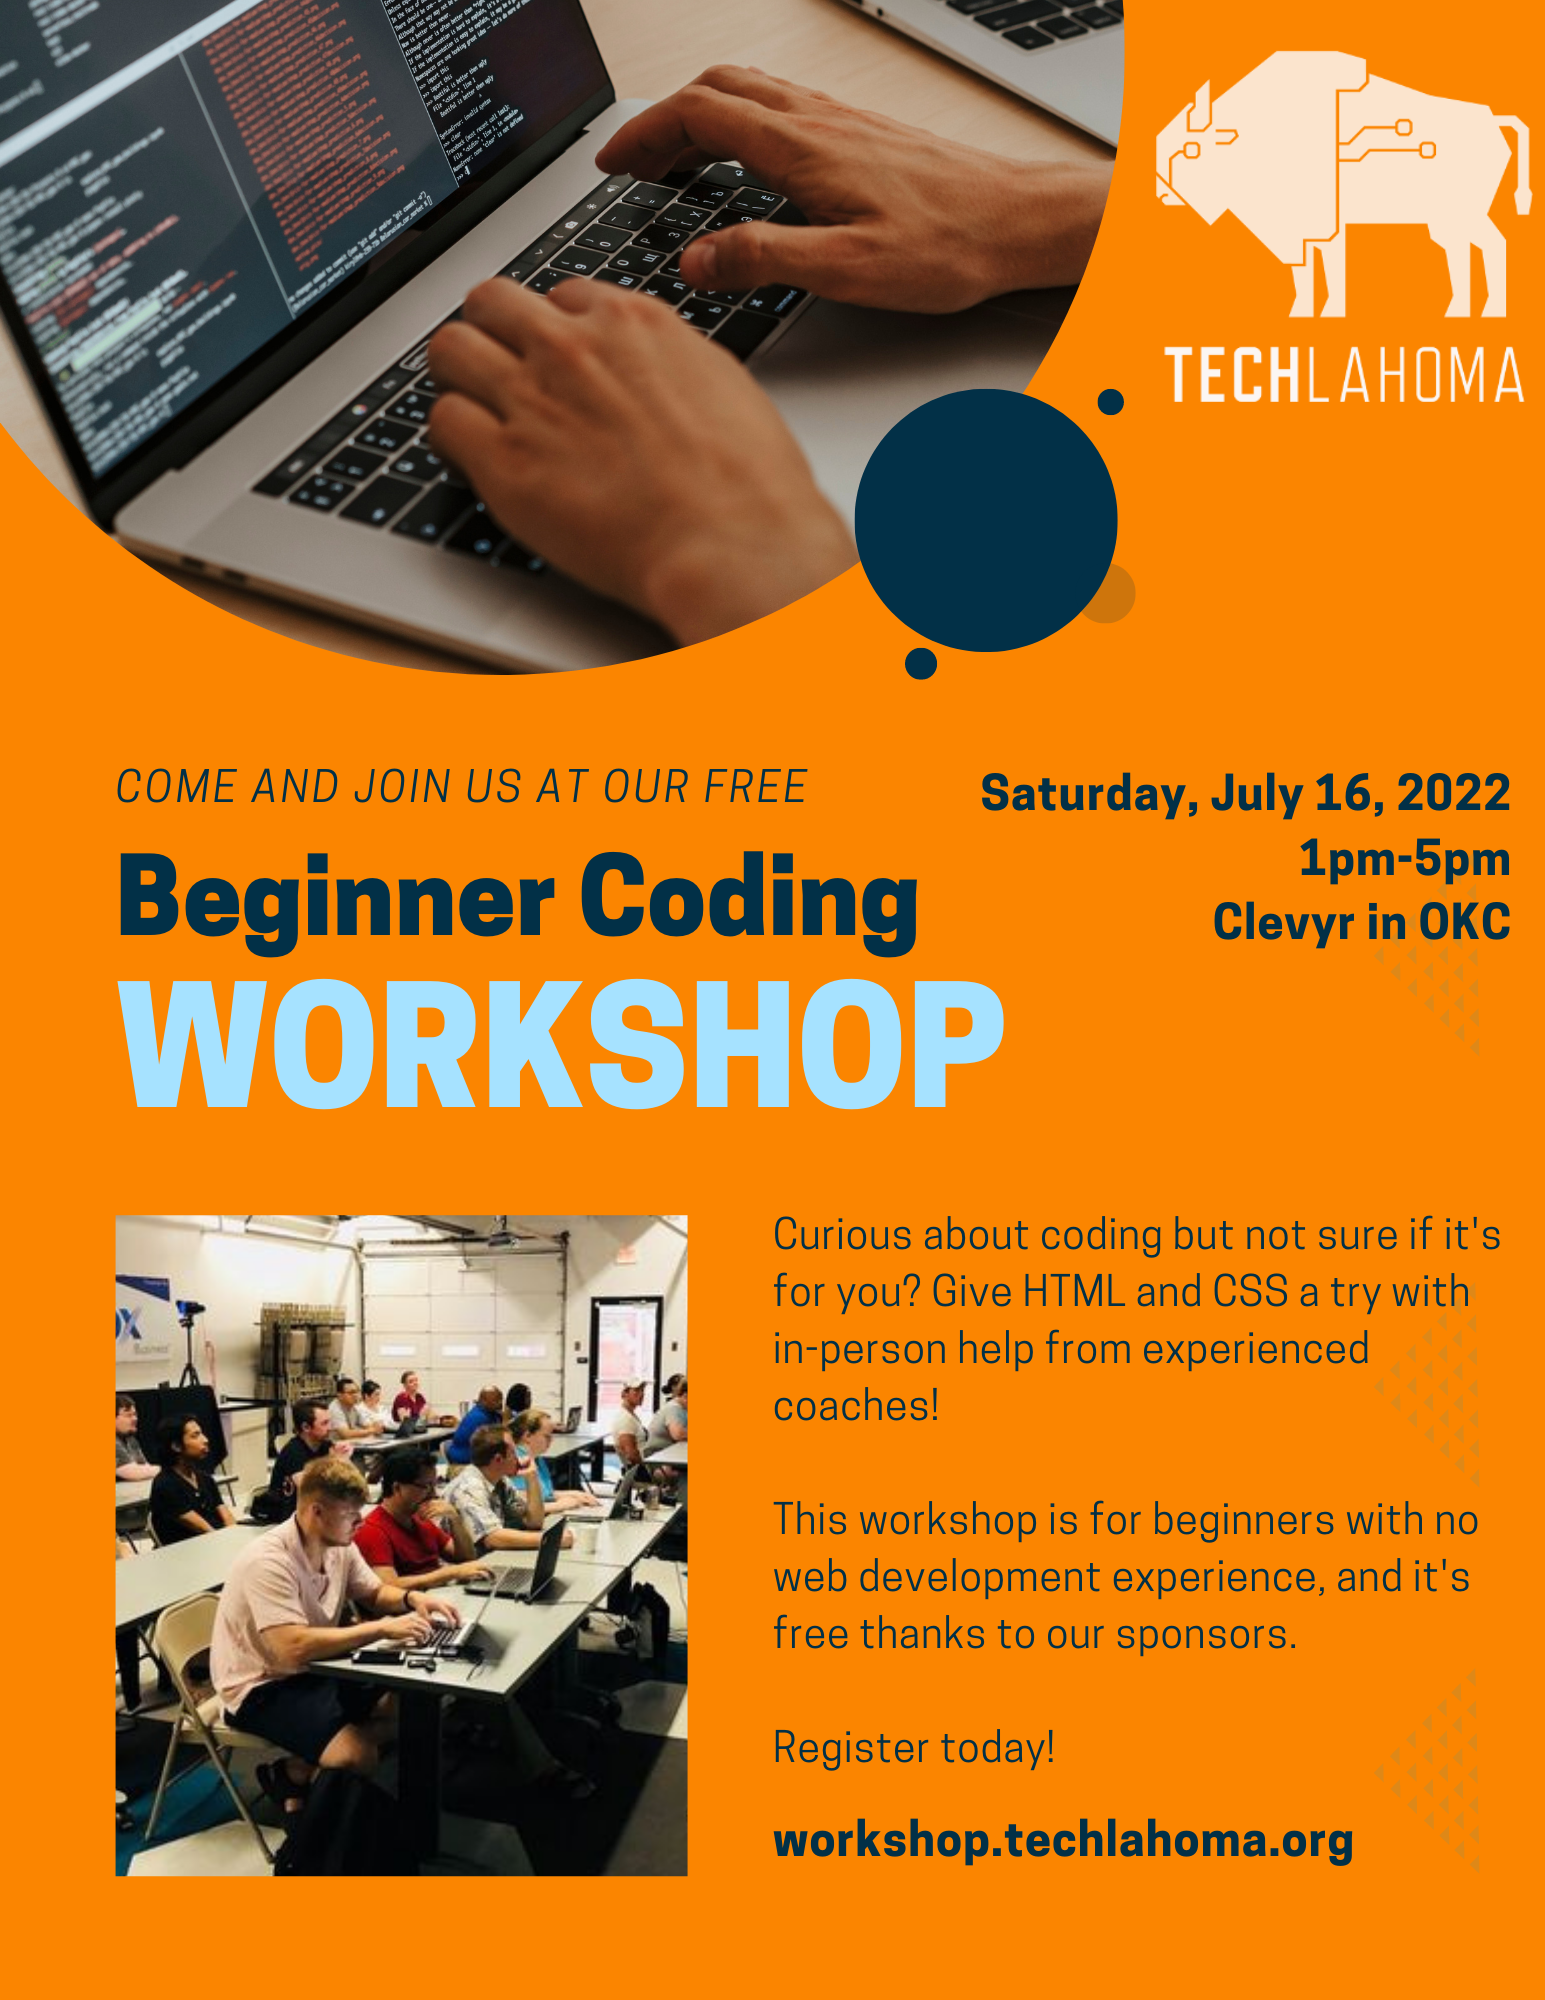 TECHLAHOMA
COME AND JOIN US AT OUR FREE
Beginner Coding
WORKSHOP
Saturday, July 16, 2022
1pm-5pm
Clevyr in OKC
Curious about coding but not sure if it's
for you? Give HTML and CSS a try with
in-person help from experienced
coaches!
This workshop is for beginners with no
web development experience, and it's
free thanks to our sponsors.
Register today!
workshop.techlahoma.org